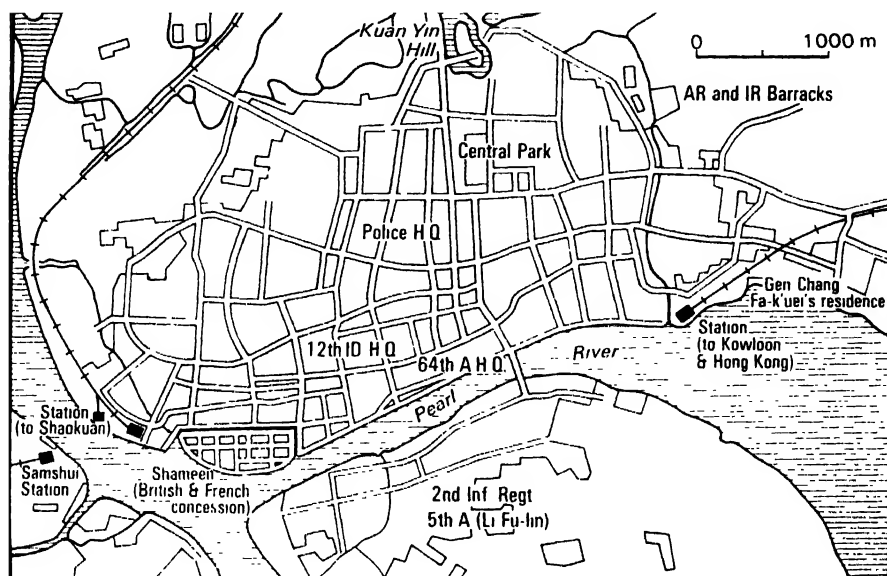 Kuan Yin
Hill
0 1000 m
AR and IR Barracks
Central Park
Police H Q
Gen Chang
Fa-k'uei's residence
Station
(to Kowloon
& Hong Kong)
12th ID H Q
64th A H Q
River
Pearl
Station
(to Shaokuan)
Samshui
Station
Shameen
(British & French
concession)
2nd Inf Regt
5th A (Li Fu-lin)